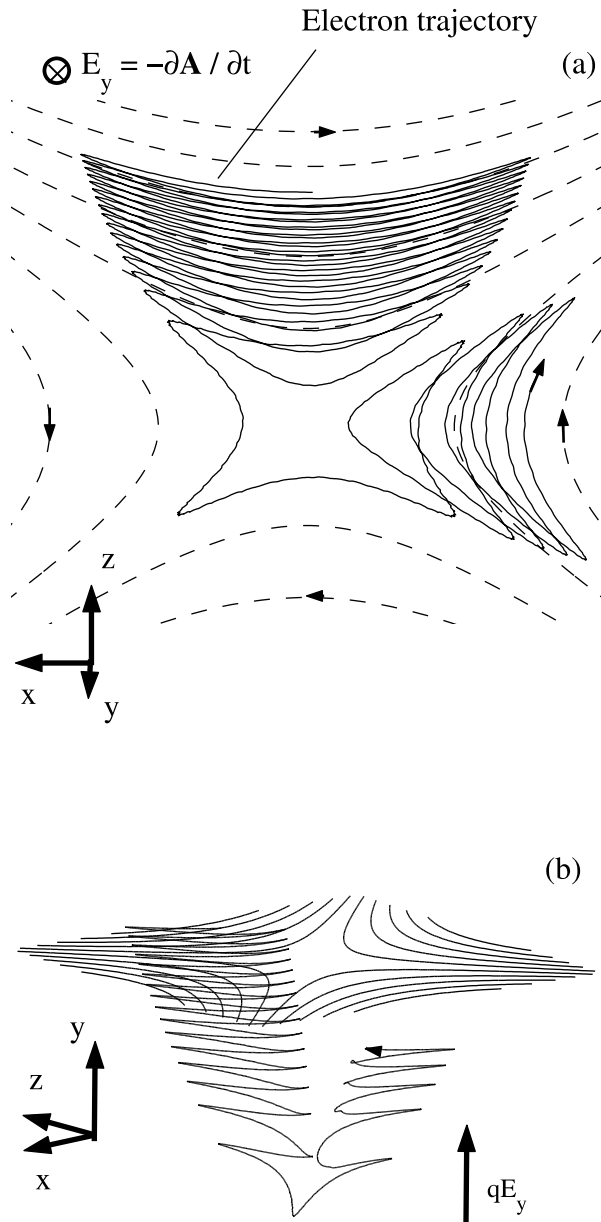 Electron trajectory
E_y = −∂A / ∂t
(a)
z
x
y
(b)
y
z
x
qE_y